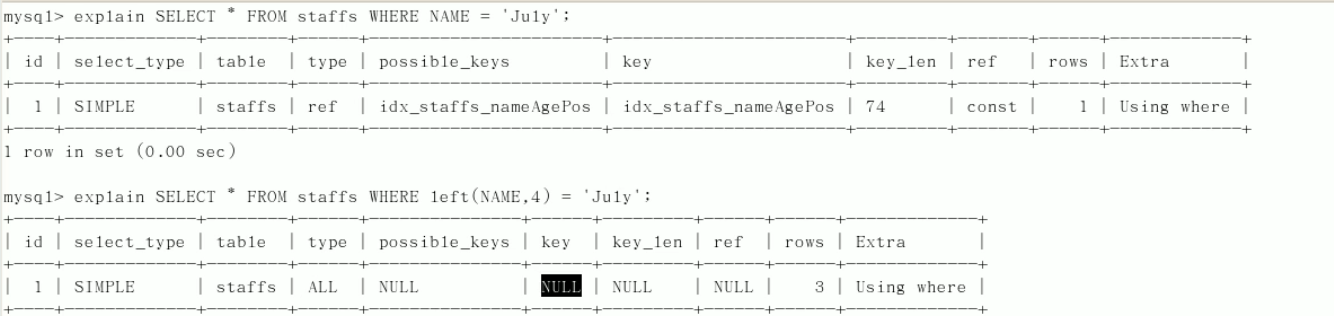 mysql> explain SELECT * FROM staffs WHERE NAME = 'July';
+----+-------------+--------+------+-----------------------+-----------------------+---------+-------+------+-------------+
| id | select_type | table | type | possible_keys | key | key_len | ref | rows | Extra |
+----+-------------+--------+------+-----------------------+-----------------------+---------+-------+------+-------------+
| 1 | SIMPLE | staffs | ref | idx_staffs_nameAgePos | idx_staffs_nameAgePos | 74 | const | 1 | Using where |
+----+-------------+--------+------+-----------------------+-----------------------+---------+-------+------+-------------+
1 row in set (0.00 sec)
mysql> explain SELECT * FROM staffs WHERE left(NAME,4) = 'July';
+----+-------------+--------+------+---------------+------+---------+------+------+-------------+
| id | select_type | table | type | possible_keys | key | key_len | ref | rows | Extra |
+----+-------------+--------+------+---------------+------+---------+------+------+-------------+
| 1 | SIMPLE | staffs | ALL | NULL | NULL | NULL | NULL | 3 | Using where |
+----+-------------+--------+------+---------------+------+---------+------+------+-------------+